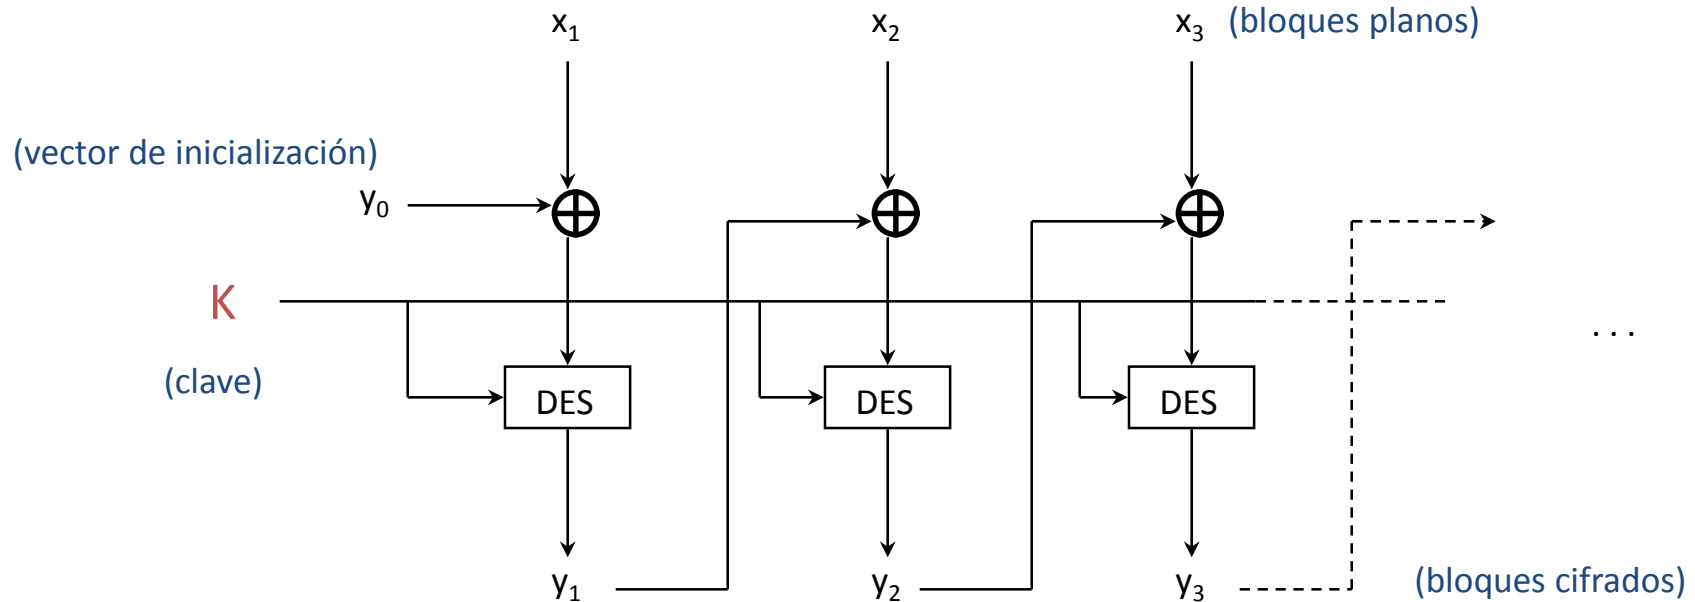 x₁ x₂ x₃ (bloques planos)
(vector de inicialización)
y₀
K
(clave)
. . .
DES DES DES
y₁ y₂ y₃ (bloques cifrados)